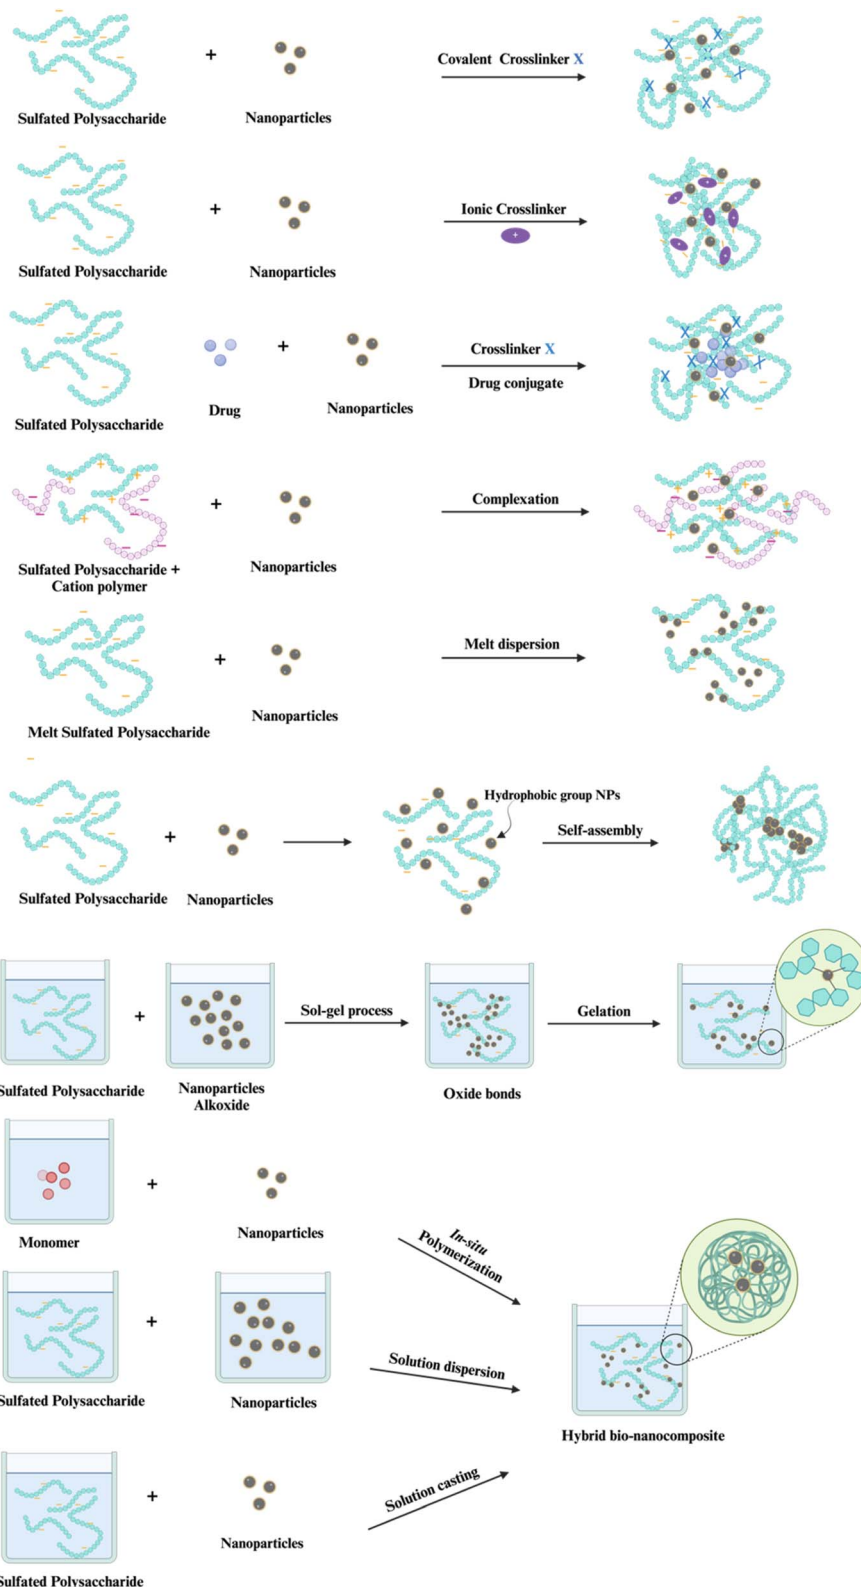 +
Covalent Crosslinker X
Sulfated Polysaccharide
Nanoparticles
+
Ionic Crosslinker
+
Sulfated Polysaccharide
Nanoparticles
+
Crosslinker X
Drug conjugate
Drug
Nanoparticles
Sulfated Polysaccharide
+
Complexation
Sulfated Polysaccharide +
Cation polymer
Nanoparticles
+
Melt dispersion
Melt Sulfated Polysaccharide
Nanoparticles
Hydrophobic group NPs
+
Self-assembly
Sulfated Polysaccharide
Nanoparticles
+
Sol-gel process
Gelation
Sulfated Polysaccharide
Nanoparticles
Alkoxide
Oxide bonds
+
Monomer
Nanoparticles
In-situ
Polymerization
+
Solution dispersion
Sulfated Polysaccharide
Nanoparticles
Hybrid bio-nanocomposite
+
Solution casting
Nanoparticles
Sulfated Polysaccharide